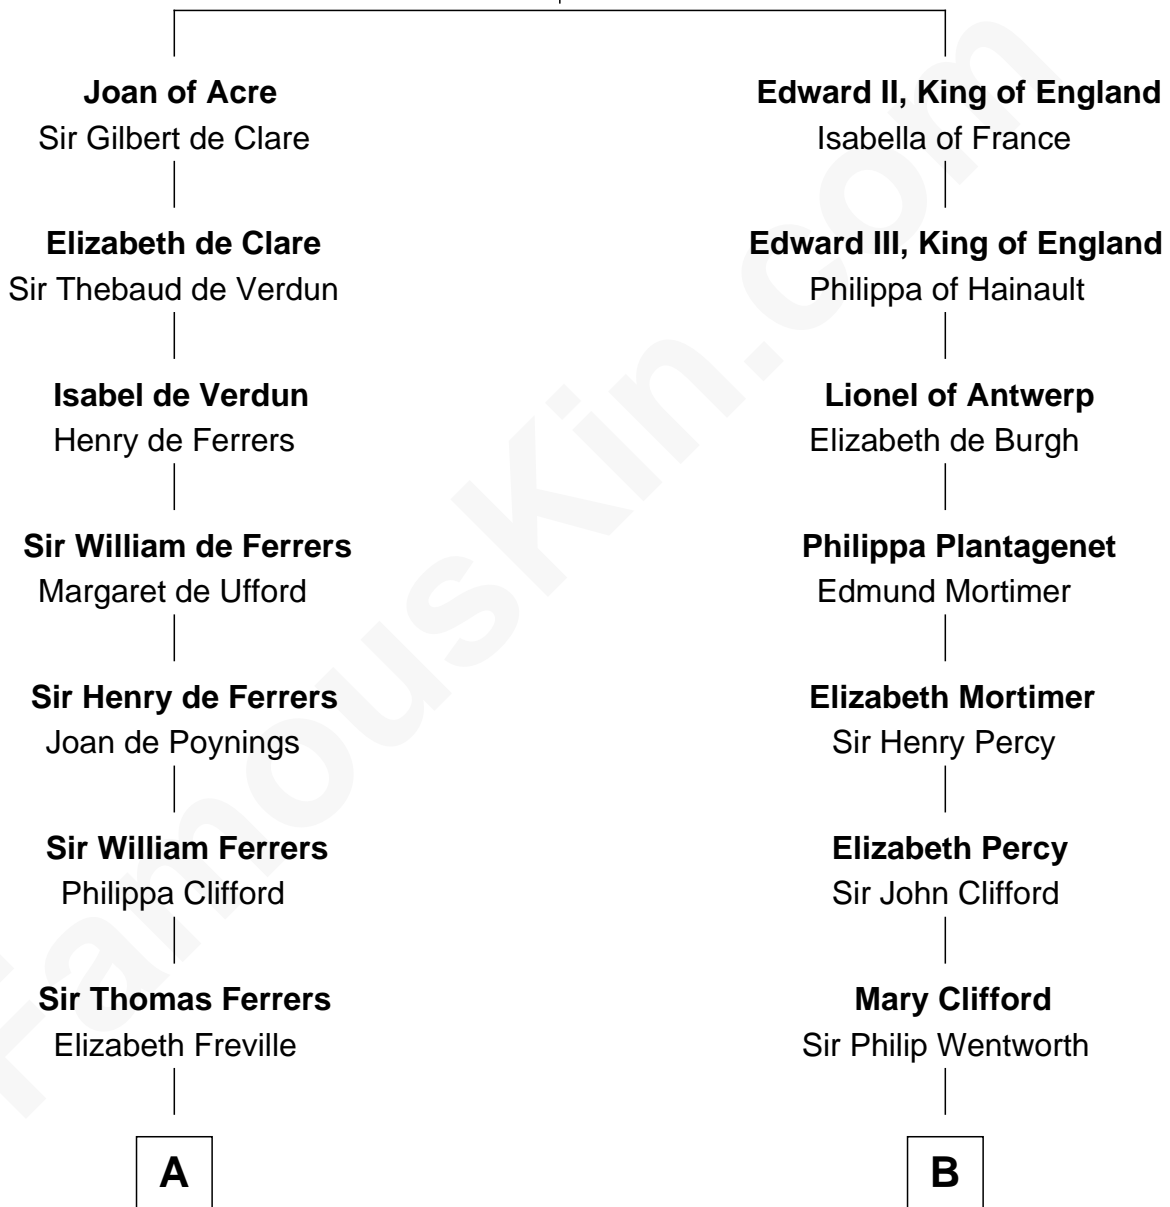 Joan of Acre
Sir Gilbert de Clare
Elizabeth de Clare
Sir Thebaud de Verdun
Isabel de Verdun
Henry de Ferrers
Sir William de Ferrers
Margaret de Ufford
Sir Henry de Ferrers
Joan de Poynings
Sir William Ferrers
Philippa Clifford
Sir Thomas Ferrers
Elizabeth Freville
A
Edward II, King of England
Isabella of France
Edward III, King of England
Philippa of Hainault
Lionel of Antwerp
Elizabeth de Burgh
Philippa Plantagenet
Edmund Mortimer
Elizabeth Mortimer
Sir Henry Percy
Elizabeth Percy
Sir John Clifford
Mary Clifford
Sir Philip Wentworth
B
FamousKin.com